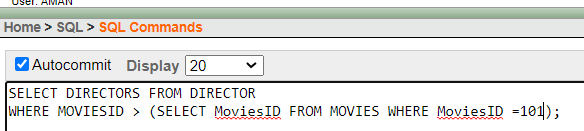 User: AMAN
Home > SQL > SQL Commands
Autocommit Display 20
SELECT DIRECTORS FROM DIRECTOR
WHERE MOVIESID > (SELECT MoviesID FROM MOVIES WHERE MoviesID =101);